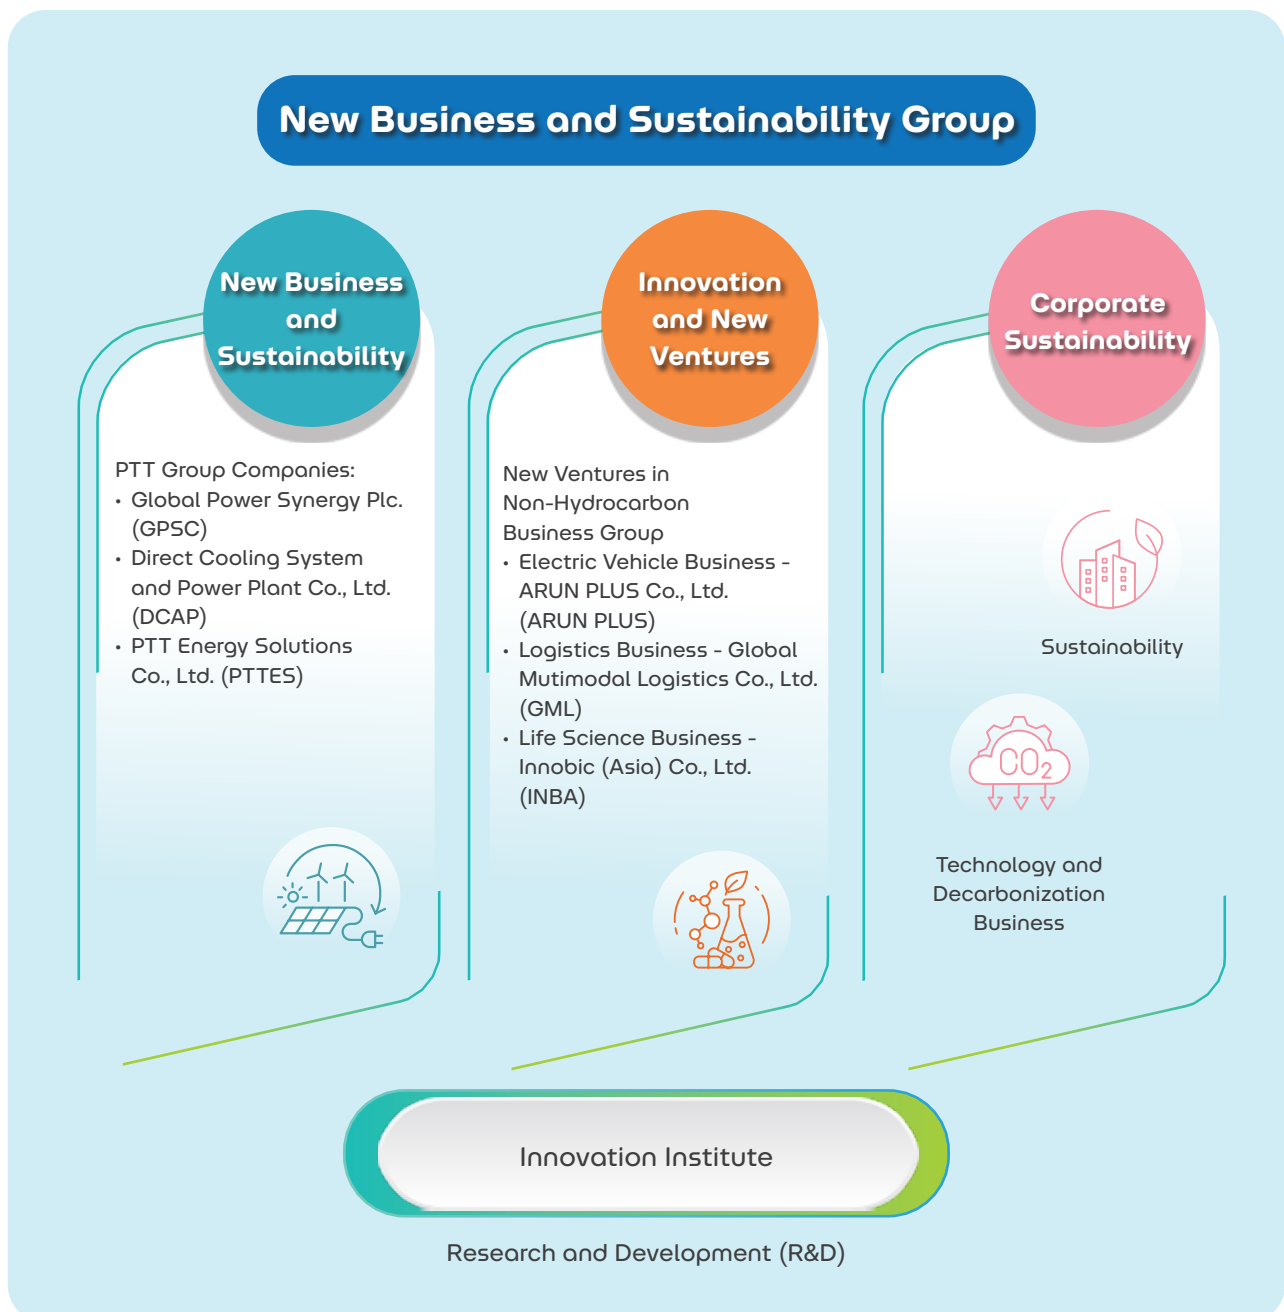 New Business and Sustainability Group
New Business
and
Sustainability
PTT Group Companies:
• Global Power Synergy Plc.
(GPSC)
• Direct Cooling System
and Power Plant Co., Ltd.
(DCAP)
• PTT Energy Solutions
Co., Ltd. (PTTES)
Innovation
and New
Ventures
New Ventures in
Non-Hydrocarbon
Business Group
• Electric Vehicle Business -
ARUN PLUS Co., Ltd.
(ARUN PLUS)
• Logistics Business - Global
Mutimodal Logistics Co., Ltd.
(GML)
• Life Science Business -
Innobic (Asia) Co., Ltd.
(INBA)
Corporate
Sustainability
Sustainability
CO2
Technology and
Decarbonization
Business
Innovation Institute
Research and Development (R&D)